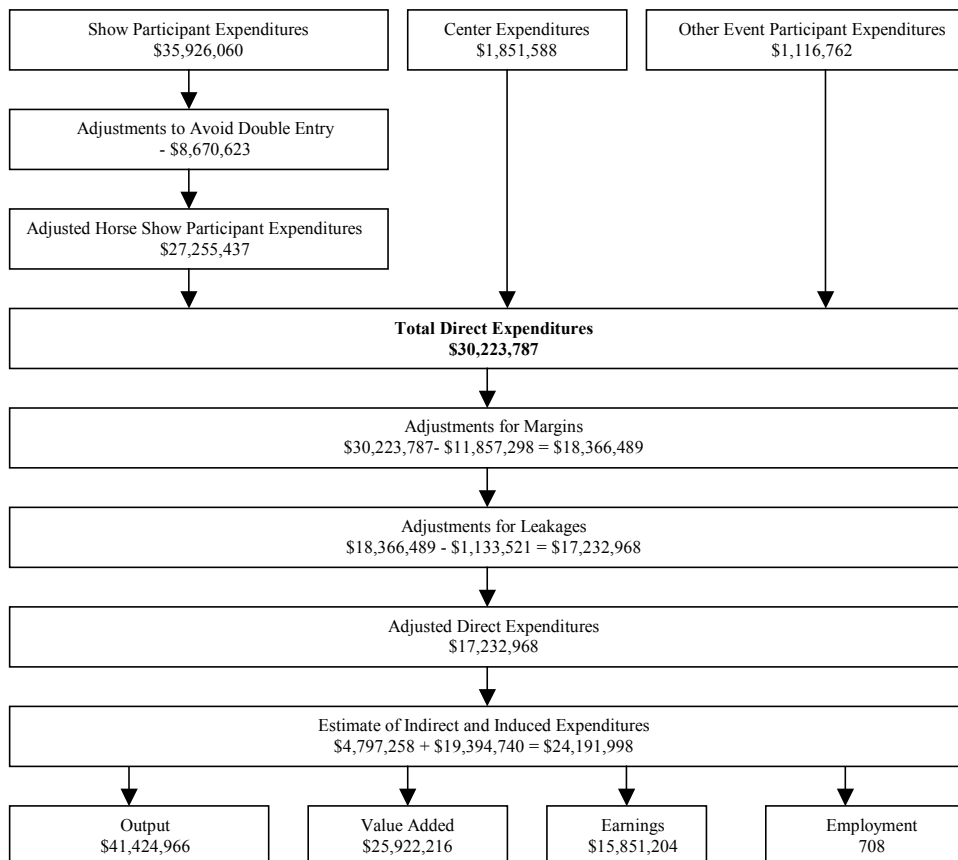 Show Participant Expenditures
$35,926,060
Center Expenditures
$1,851,588
Other Event Participant Expenditures
$1,116,762
Adjustments to Avoid Double Entry
- $8,670,623
Adjusted Horse Show Participant Expenditures
$27,255,437
Total Direct Expenditures
$30,223,787
Adjustments for Margins
$30,223,787- $11,857,298 = $18,366,489
Adjustments for Leakages
$18,366,489 - $1,133,521 = $17,232,968
Adjusted Direct Expenditures
$17,232,968
Estimate of Indirect and Induced Expenditures
$4,797,258 + $19,394,740 = $24,191,998
Output
$41,424,966
Value Added
$25,922,216
Earnings
$15,851,204
Employment
708